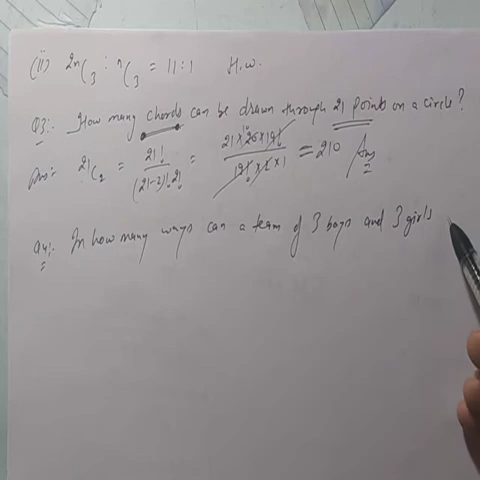 (ii) 2nC3 : nC3 = 11:1 H.W.
Q3:- How many chords can be drawn through 21 points on a circle?
Ans:- 21C2 = 21! / (21-2)! 2! = 21 × 20 × 19! / 19! × 2 × 1 = 210 Ans
Q4:- In how many ways can a team of 3 boys and 3 girls